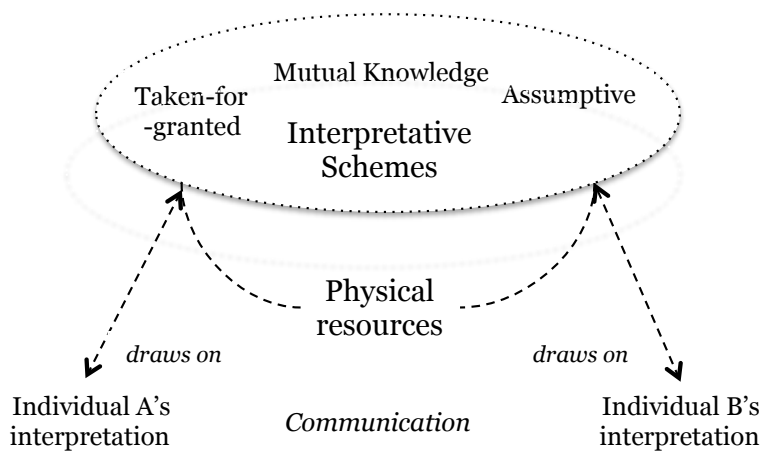 Mutual Knowledge
Taken-for
-granted
Assumptive
Interpretative
Schemes
Physical
resources
draws on
draws on
Individual A's
interpretation
Communication
Individual B's
interpretation